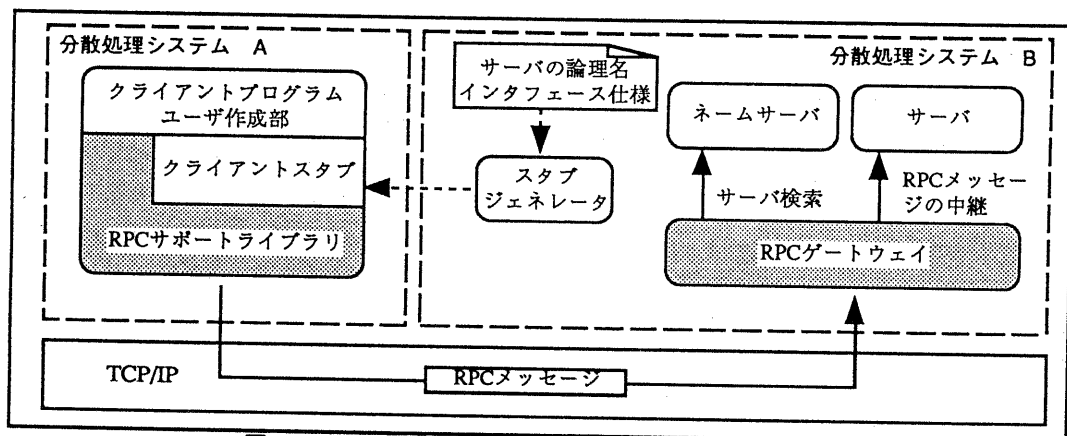 分散処理システム A
クライアントプログラム
ユーザ作成部
クライアントスタブ
RPCサポートライブラリ
分散処理システム B
サーバの論理名
インタフェース仕様
スタブ
ジェネレータ
ネームサーバ
サーバ
サーバ検索
RPCメッセー
ジの中継
RPCゲートウェイ
TCP/IP
RPCメッセージ